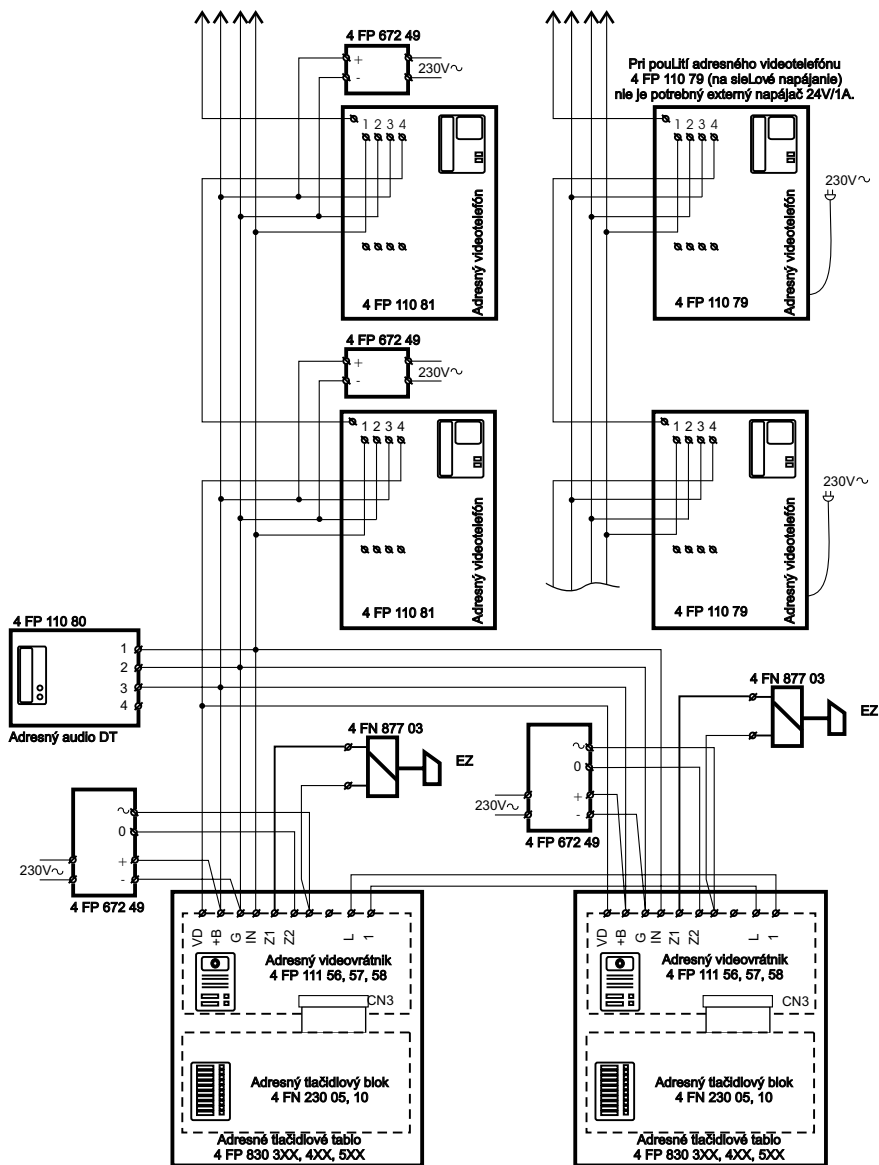 4 FP 672 49
+
-
230V~
Pri pouLití adresného videotelefónu
4 FP 110 79 (na sieLové napájanie)
nie je potrebný externý napájač 24V/1A.
1 2 3 4
Adresný videotelefón
4 FP 110 81
1 2 3 4
230V~
Adresný videotelefón
4 FP 110 79
4 FP 672 49
+
-
230V~
1 2 3 4
Adresný videotelefón
4 FP 110 81
1 2 3 4
230V~
Adresný videotelefón
4 FP 110 79
4 FP 110 80
1
2
3
4
Adresný audio DT
4 FN 877 03
EZ
4 FN 877 03
EZ
~
0
+
-
230V~
4 FP 672 49
~
0
+
-
230V~
4 FP 672 49
VD +B G IN Z1 Z2 L 1
Adresný videovrátnik
4 FP 111 56, 57, 58
CN3
Adresný tlačidlový blok
4 FN 230 05, 10
Adresné tlačidlové tablo
4 FP 830 3XX, 4XX, 5XX
VD +B G IN Z1 Z2 L 1
Adresný videovrátnik
4 FP 111 56, 57, 58
CN3
Adresný tlačidlový blok
4 FN 230 05, 10
Adresné tlačidlové tablo
4 FP 830 3XX, 4XX, 5XX